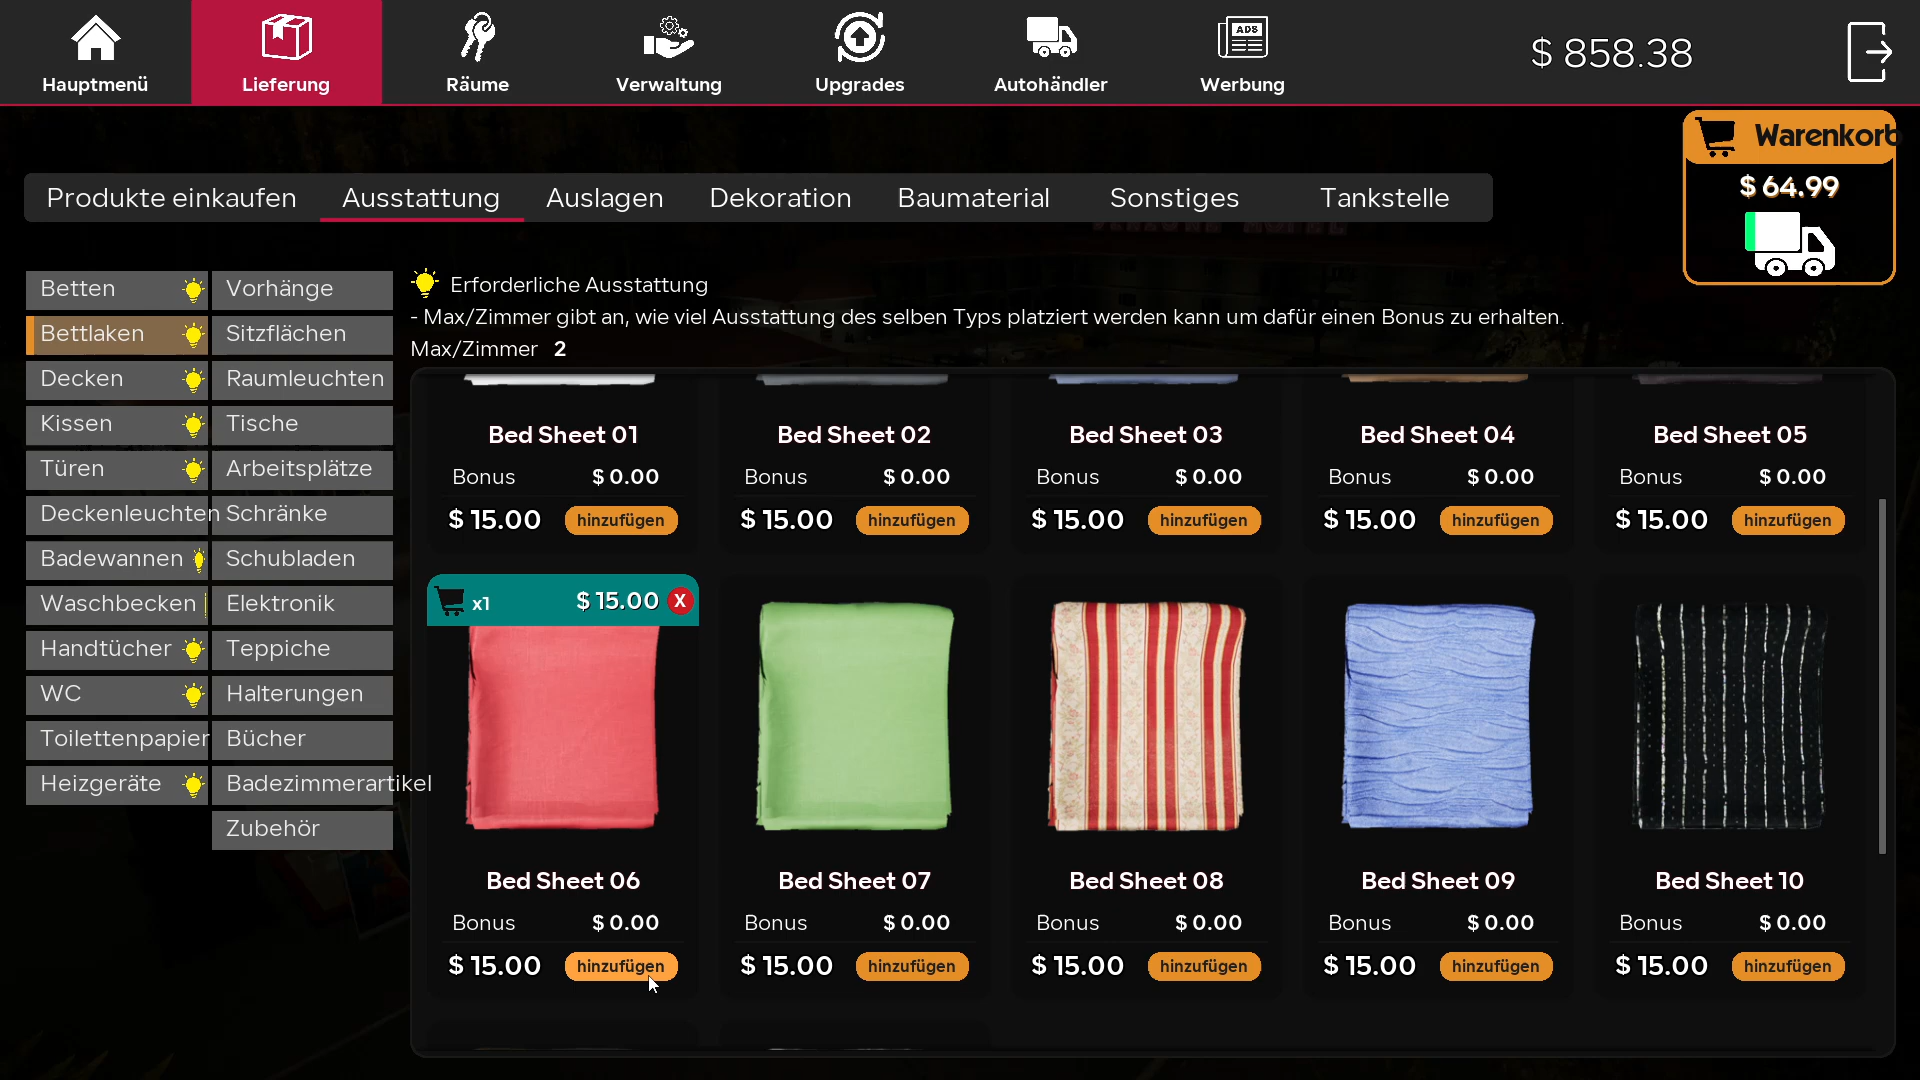 Hauptmenü
Lieferung
Räume
Verwaltung
Upgrades
Autohändler
ADS
Werbung
$ 858.38
Warenkorb
$ 64.99
Produkte einkaufen Ausstattung Auslagen Dekoration Baumaterial Sonstiges Tankstelle
Betten
Bettlaken
Decken
Kissen
Türen
Deckenleuchten
Badewannen
Waschbecken
Handtücher
WC
Toilettenpapier
Heizgeräte
Vorhänge
Sitzflächen
Raumleuchten
Tische
Arbeitsplätze
Schränke
Schubladen
Elektronik
Teppiche
Halterungen
Bücher
Badezimmerartikel
Zubehör
Erforderliche Ausstattung
- Max/Zimmer gibt an, wie viel Ausstattung des selben Typs platziert werden kann um dafür einen Bonus zu erhalten.
Max/Zimmer 2
Bed Sheet 01
Bonus $ 0.00
$ 15.00 hinzufügen
Bed Sheet 02
Bonus $ 0.00
$ 15.00 hinzufügen
Bed Sheet 03
Bonus $ 0.00
$ 15.00 hinzufügen
Bed Sheet 04
Bonus $ 0.00
$ 15.00 hinzufügen
Bed Sheet 05
Bonus $ 0.00
$ 15.00 hinzufügen
x1 $ 15.00 X
Bed Sheet 06
Bonus $ 0.00
$ 15.00 hinzufügen
Bed Sheet 07
Bonus $ 0.00
$ 15.00 hinzufügen
Bed Sheet 08
Bonus $ 0.00
$ 15.00 hinzufügen
Bed Sheet 09
Bonus $ 0.00
$ 15.00 hinzufügen
Bed Sheet 10
Bonus $ 0.00
$ 15.00 hinzufügen